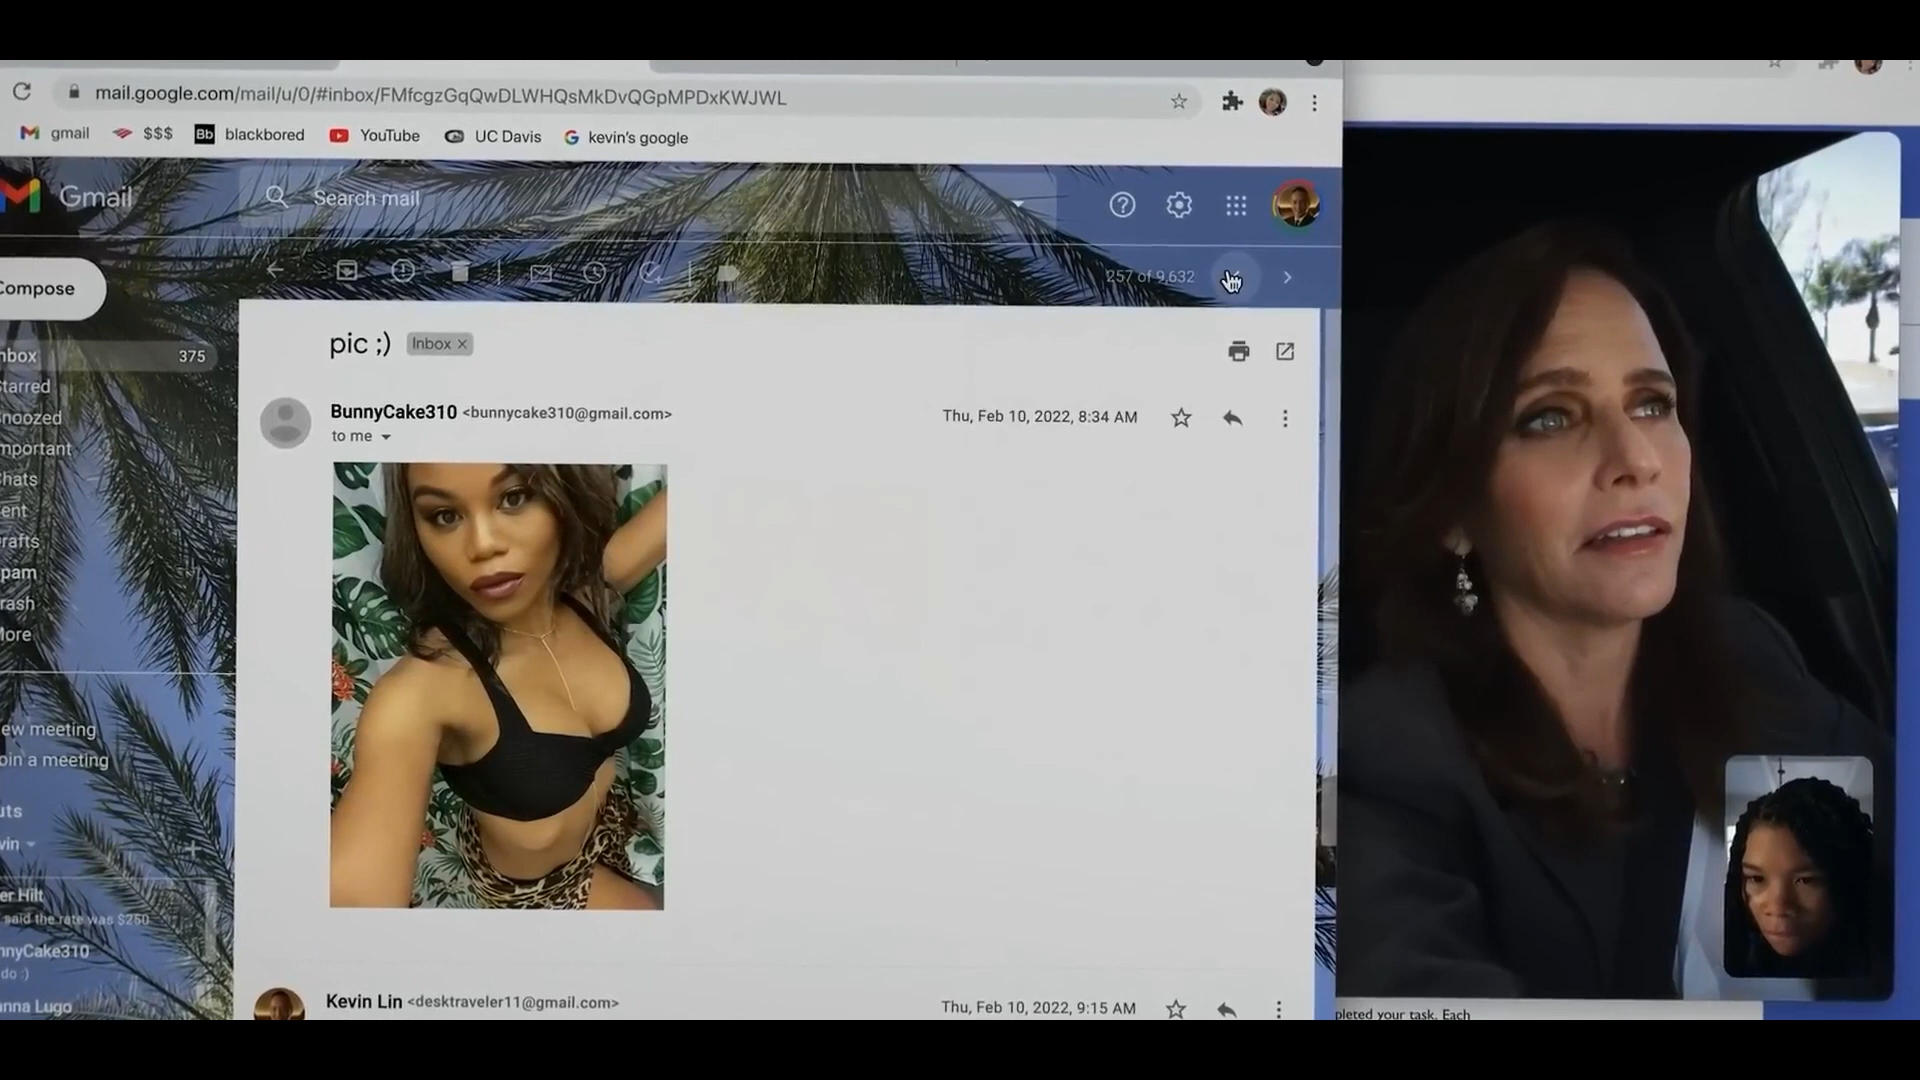 mail.google.com/mail/u/0/#inbox/FMfcgzGqQwDLWHQsMkDvQGpMPDxKWJWL
gmail $$$ Bb blackbored YouTube UC Davis kevin's google
Gmail Search mail
Compose
257 of 9,632
pic ;) Inbox ×
nbox 375
tarred
noozed
mportant
hats
ent
rafts
pam
rash
ore
BunnyCake310 <bunnycake310@gmail.com> Thu, Feb 10, 2022, 8:34 AM
to me
ew meeting
oin a meeting
uts
vin
er Hilt
said the rate was $250
nnyCake310
do :)
nna Lugo
Kevin Lin <desktraveler11@gmail.com> Thu, Feb 10, 2022, 9:15 AM
pleted your task. Each